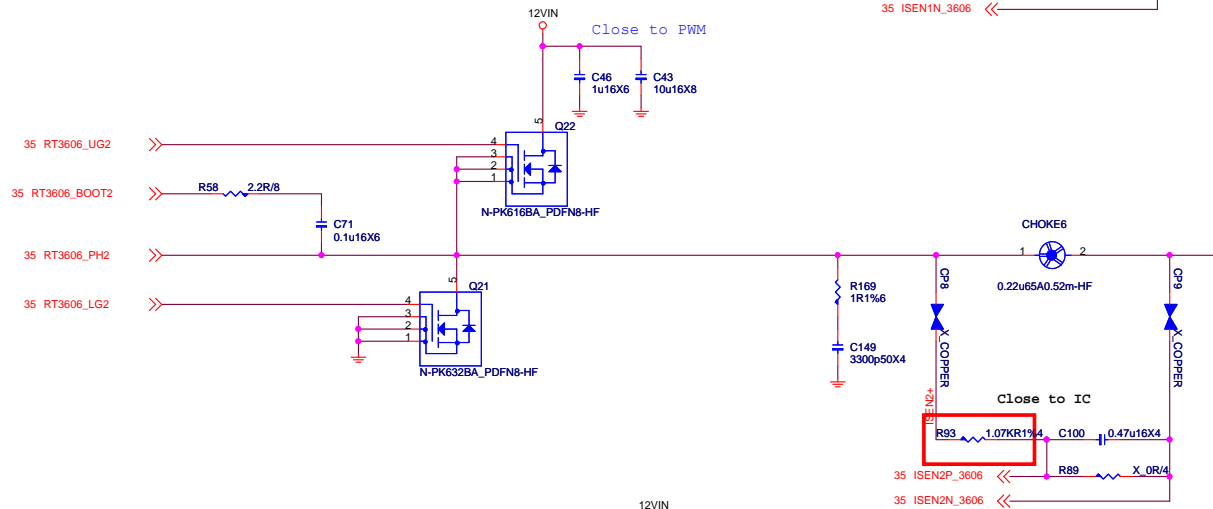 35 ISEN1N_3606
12VIN
Close to PWM
C46
1u16X6
C43
10u16X8
5
Q22
35 RT3606_UG2
4
3
2
1
N-PK616BA_PDFN8-HF
35 RT3606_BOOT2
R58
2.2R/8
C71
0.1u16X6
35 RT3606_PH2
CHOKE6
1
2
0.22u65A0.52m-HF
5
Q21
35 RT3606_LG2
4
3
2
1
N-PK632BA_PDFN8-HF
R169
1R1%6
C149
3300p50X4
CP8
X_COPPER
CP9
X_COPPER
ISEN2+
Close to IC
R93
1.07KR1%4
C100
0.47u16X4
35 ISEN2P_3606
R89
X_0R/4
35 ISEN2N_3606
12VIN